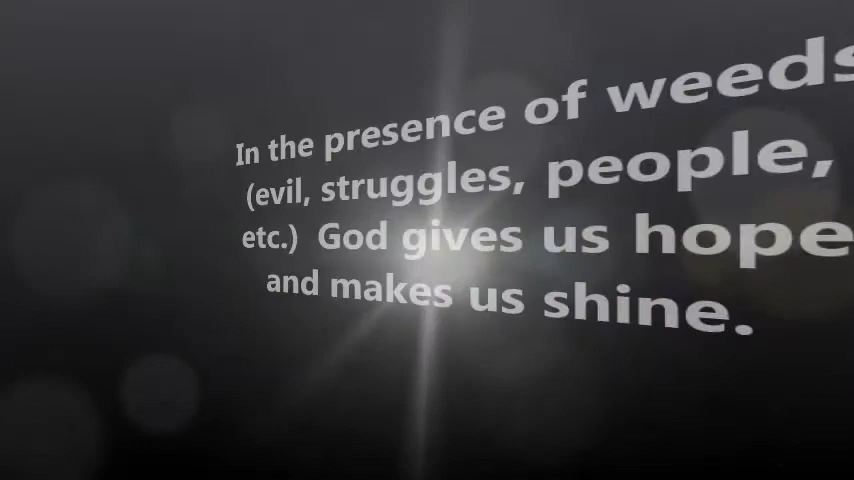 In the presence of weeds
(evil, struggles, people,
etc.)  God gives us hope
and makes us shine.